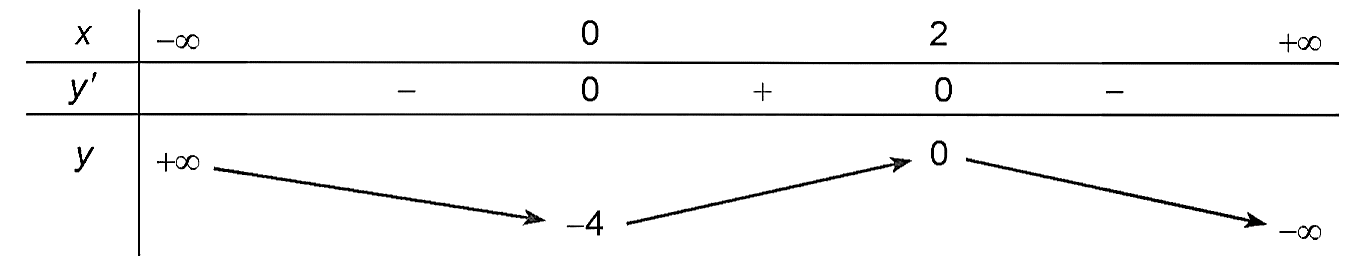 x −∞ 0 2 +∞
y′ − 0 + 0 −
y +∞ −4 0 −∞